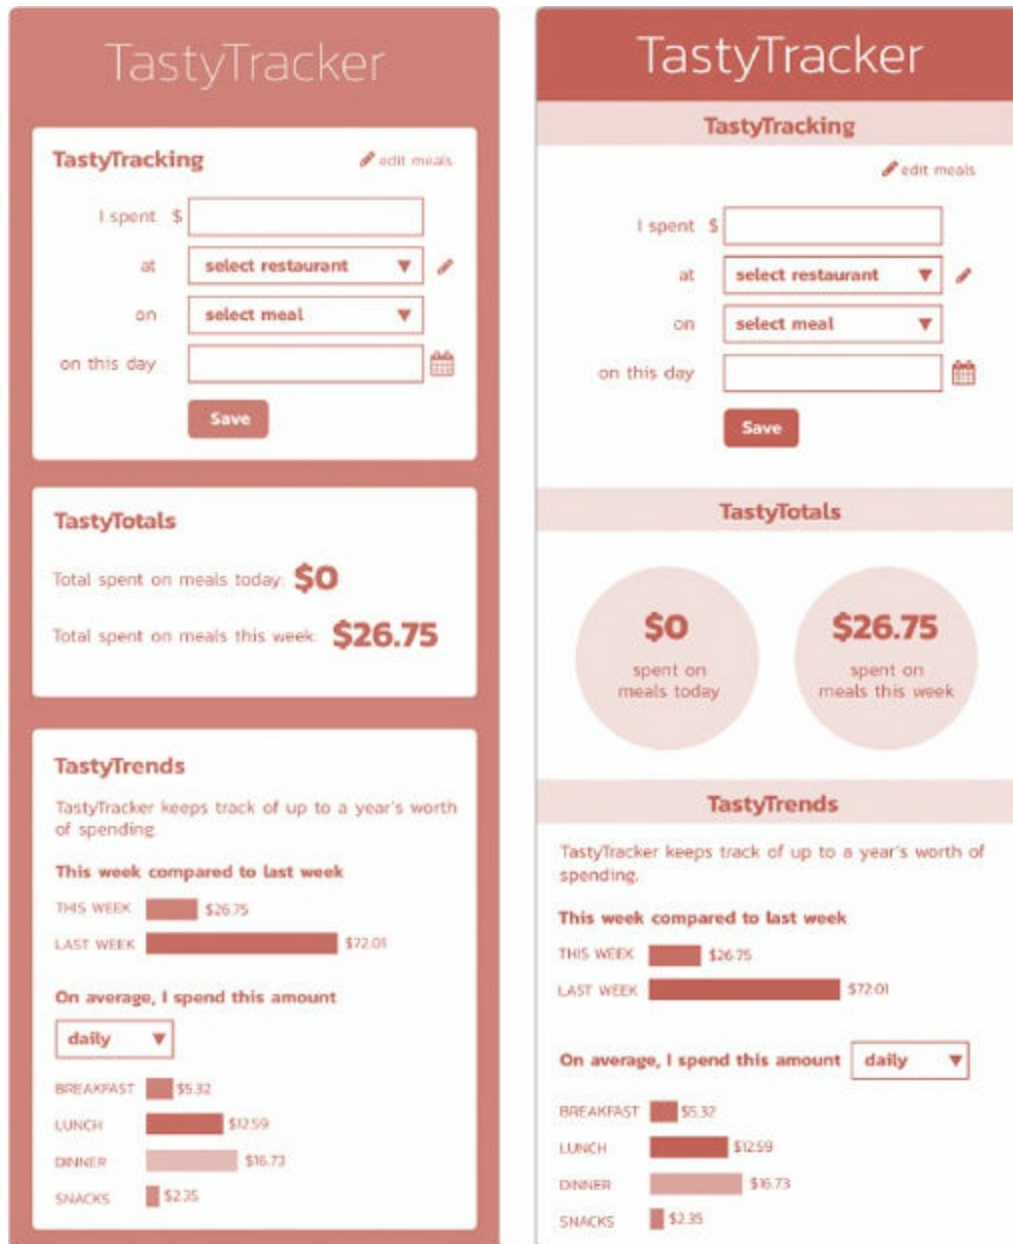 TastyTracker
TastyTracking
edit meals
I spent $
at select restaurant
on select meal
on this day
Save
TastyTotals
Total spent on meals today: $0
Total spent on meals this week: $26.75
TastyTrends
TastyTracker keeps track of up to a year's worth
of spending.
This week compared to last week
THIS WEEK $26.75
LAST WEEK $72.01
On average, I spend this amount
daily
BREAKFAST $5.32
LUNCH $12.59
DINNER $16.73
SNACKS $2.35
TastyTracker
TastyTracking
edit meals
I spent $
at select restaurant
on select meal
on this day
Save
TastyTotals
$0
spent on
meals today
$26.75
spent on
meals this week
TastyTrends
TastyTracker keeps track of up to a year's worth of
spending.
This week compared to last week
THIS WEEK $26.75
LAST WEEK $72.01
On average, I spend this amount daily
BREAKFAST $5.32
LUNCH $12.59
DINNER $16.73
SNACKS $2.35